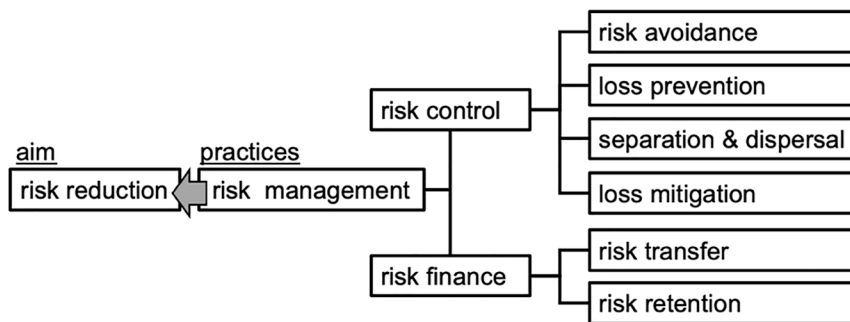 aim
risk reduction
practices
risk management
risk control
risk finance
risk avoidance
loss prevention
separation & dispersal
loss mitigation
risk transfer
risk retention